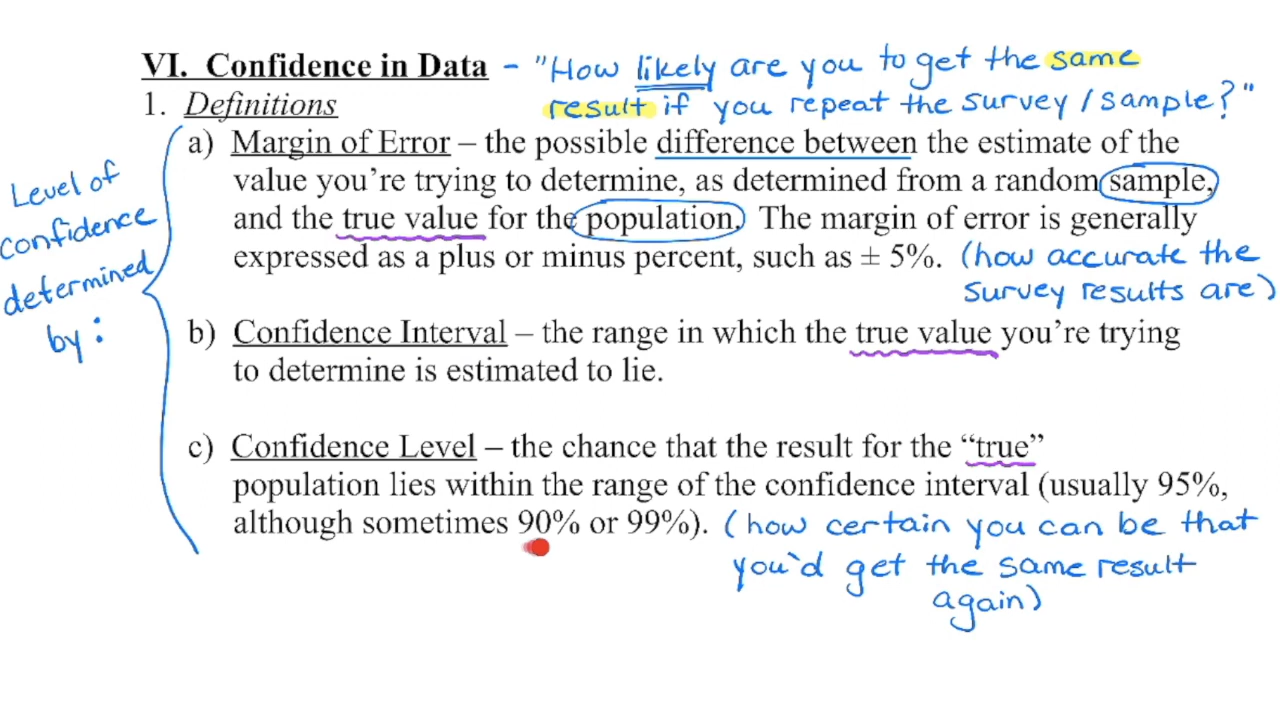 VI. Confidence in Data - "How likely are you to get the same
result if you repeat the survey/sample?"
1. Definitions
a) Margin of Error – the possible difference between the estimate of the
value you're trying to determine, as determined from a random sample,
and the true value for the population. The margin of error is generally
expressed as a plus or minus percent, such as ± 5%. (how accurate the
survey results are)
Level of
confidence
determined
by:
b) Confidence Interval – the range in which the true value you're trying
to determine is estimated to lie.
c) Confidence Level – the chance that the result for the “true”
population lies within the range of the confidence interval (usually 95%,
although sometimes 90% or 99%). (how certain you can be that
you'd get the same result
again)